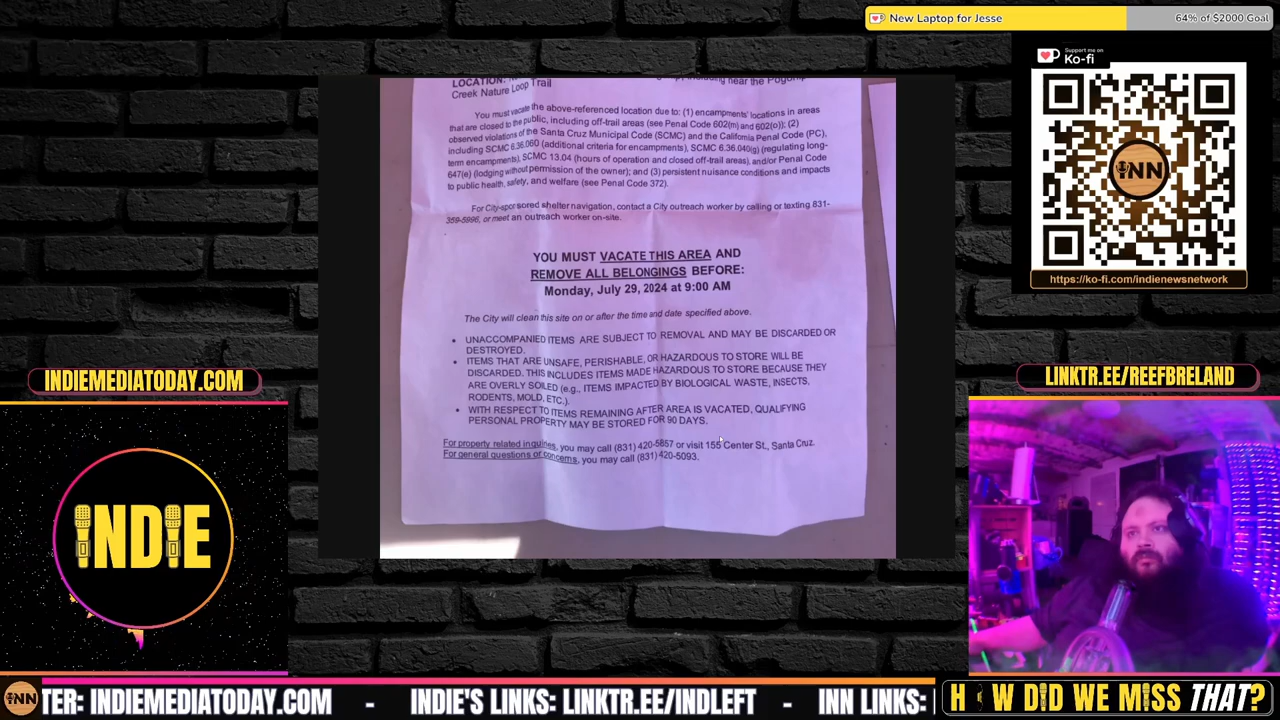 New Laptop for Jesse
64% of $2000 Goal
Support me on
Ko-fi
INN
https://ko-fi.com/indienewsnetwork
LOCATION:
including near the Pogonip
Creek Nature Loop Trail
You must vacate the above-referenced location due to: (1) encampments' locations in areas
that are closed to the public, including off-trail areas (see Penal Code 602(m) and 602(o)); (2)
observed violations of the Santa Cruz Municipal Code (SCMC) and the California Penal Code (PC),
including SCMC 6.36.060 (additional criteria for encampments), SCMC 6.36.040(g) (regulating long-
term encampments), SCMC 13.04 (hours of operation and closed off-trail areas), and/or Penal Code
647(e) (lodging without permission of the owner); and (3) persistent nuisance conditions and impacts
to public health, safety, and welfare (see Penal Code 372).
For City-sponsored shelter navigation, contact a City outreach worker by calling or texting 831-
359-5996, or meet an outreach worker on-site.
YOU MUST VACATE THIS AREA AND
REMOVE ALL BELONGINGS BEFORE:
Monday, July 29, 2024 at 9:00 AM
The City will clean this site on or after the time and date specified above.
• UNACCOMPANIED ITEMS ARE SUBJECT TO REMOVAL AND MAY BE DISCARDED OR
DESTROYED.
• ITEMS THAT ARE UNSAFE, PERISHABLE, OR HAZARDOUS TO STORE WILL BE
DISCARDED. THIS INCLUDES ITEMS MADE HAZARDOUS TO STORE BECAUSE THEY
ARE OVERLY SOILED (e.g., ITEMS IMPACTED BY BIOLOGICAL WASTE, INSECTS,
RODENTS, MOLD, ETC.).
• WITH RESPECT TO ITEMS REMAINING AFTER AREA IS VACATED, QUALIFYING
PERSONAL PROPERTY MAY BE STORED FOR 90 DAYS.
For property related inquiries, you may call (831) 420-5857 or visit 155 Center St., Santa Cruz.
For general questions of concerns, you may call (831) 420-5093.
INDIEMEDIATODAY.COM
INDIE
LINKTR.EE/REEFBRELAND
INN
TER: INDIEMEDIATODAY.COM - INDIE'S LINKS: LINKTR.EE/INDLEFT - INN LINKS:
HOW DID WE MISS THAT?